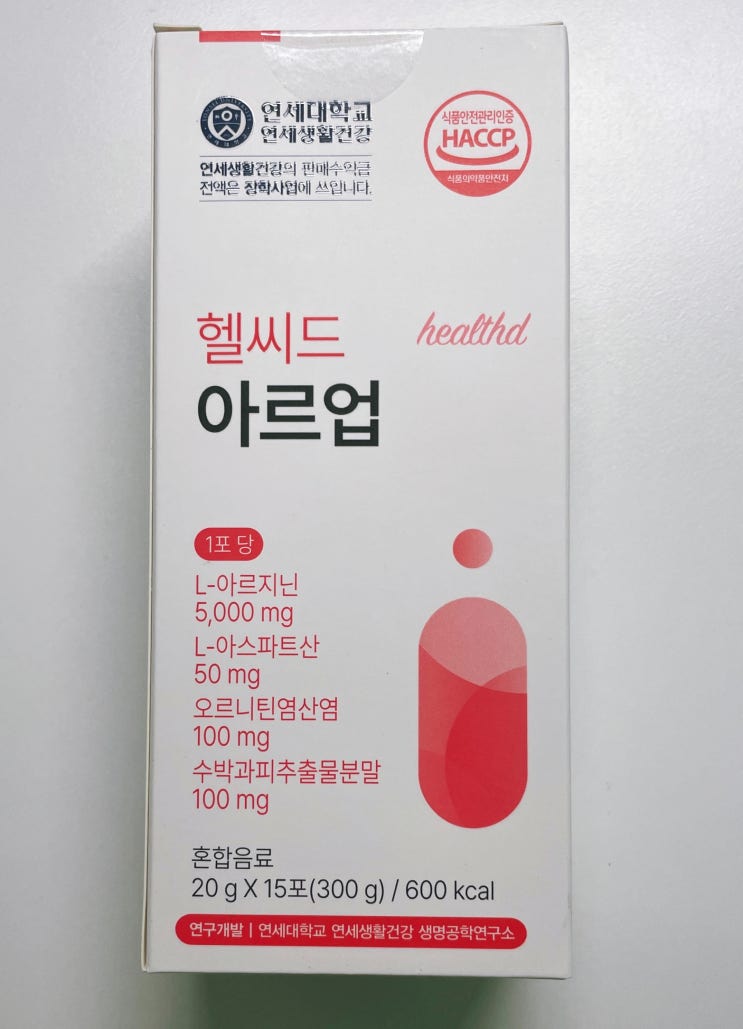 연세대학교
연세생활건강
연세생활건강의 판매수익금
전액은 장학사업에 쓰입니다.
식품안전관리인증
HACCP
식품의약품안전처
헬씨드
healthd
아르업
1포 당
L-아르지닌
5,000 mg
L-아스파트산
50 mg
오르니틴염산염
100 mg
수박과피추출물분말
100 mg
혼합음료
20 g X 15포(300 g) / 600 kcal
연구개발 | 연세대학교 연세생활건강 생명공학연구소